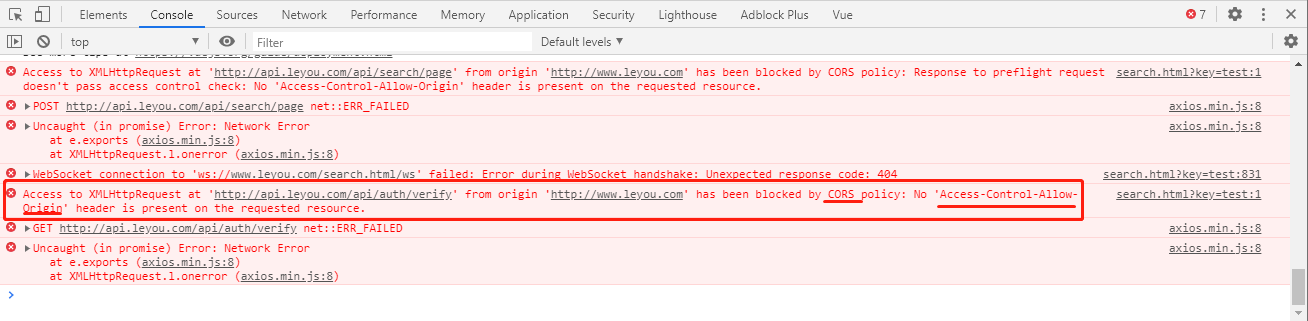 Elements Console Sources Network Performance Memory Application Security Lighthouse Adblock Plus Vue 7
top Filter Default levels
Access to XMLHttpRequest at 'http://api.leyou.com/api/search/page' from origin 'http://www.leyou.com' has been blocked by CORS policy: Response to preflight request search.html?key=test:1
doesn't pass access control check: No 'Access-Control-Allow-Origin' header is present on the requested resource.
POST http://api.leyou.com/api/search/page net::ERR_FAILED axios.min.js:8
Uncaught (in promise) Error: Network Error axios.min.js:8
at e.exports (axios.min.js:8)
at XMLHttpRequest.l.onerror (axios.min.js:8)
WebSocket connection to 'ws://www.leyou.com/search.html/ws' failed: Error during WebSocket handshake: Unexpected response code: 404 search.html?key=test:831
Access to XMLHttpRequest at 'http://api.leyou.com/api/auth/verify' from origin 'http://www.leyou.com' has been blocked by CORS policy: No 'Access-Control-Allow- search.html?key=test:1
Origin' header is present on the requested resource.
GET http://api.leyou.com/api/auth/verify net::ERR_FAILED axios.min.js:8
Uncaught (in promise) Error: Network Error axios.min.js:8
at e.exports (axios.min.js:8)
at XMLHttpRequest.l.onerror (axios.min.js:8)